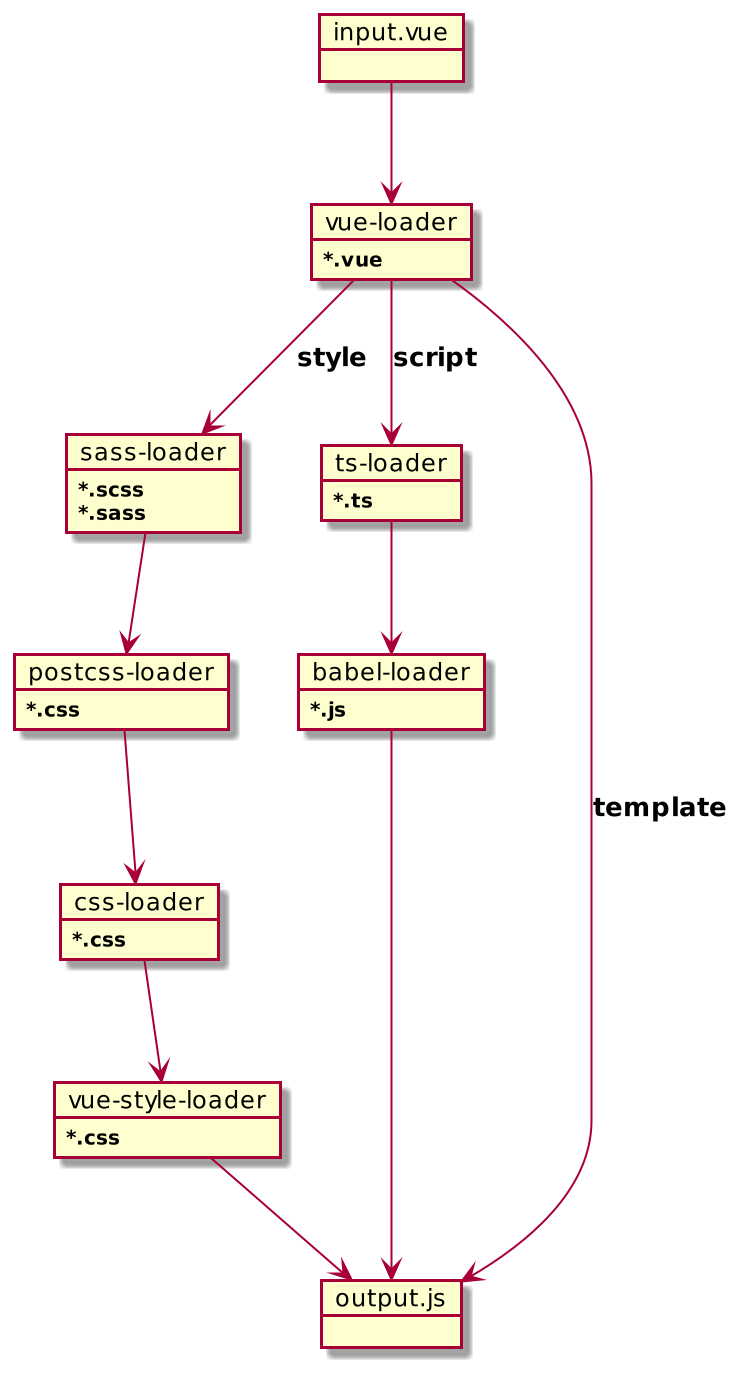 input.vue
vue-loader
*.vue
style
script
sass-loader
*.scss
*.sass
ts-loader
*.ts
postcss-loader
*.css
babel-loader
*.js
template
css-loader
*.css
vue-style-loader
*.css
output.js